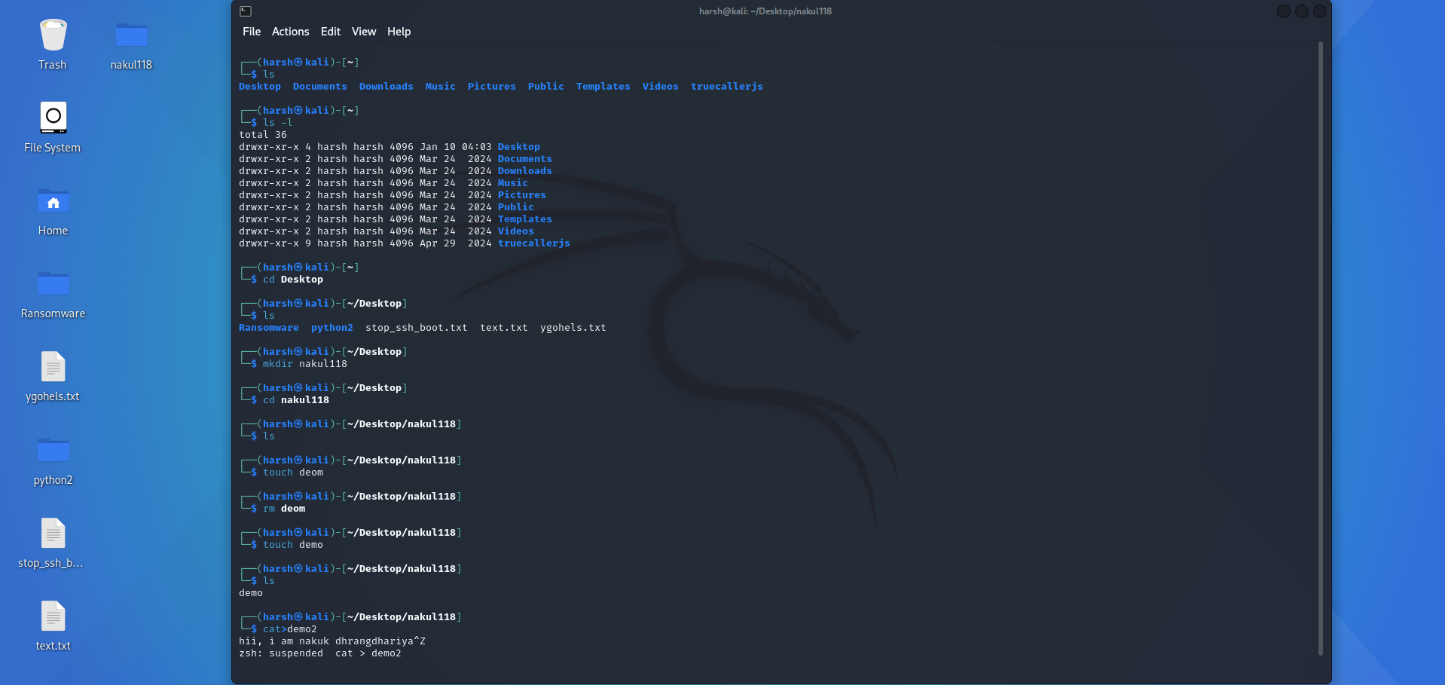 Trash
nakul118
File System
Home
Ransomware
ygohels.txt
python2
stop_ssh_b...
text.txt
harsh@kali: ~/Desktop/nakul118
File Actions Edit View Help
┌──(harsh㉿kali)-[~]
└─$ ls
Desktop  Documents  Downloads  Music  Pictures  Public  Templates  Videos  truecallerjs
┌──(harsh㉿kali)-[~]
└─$ ls -l
total 36
drwxr-xr-x 4 harsh harsh 4096 Jan 10 04:03 Desktop
drwxr-xr-x 2 harsh harsh 4096 Mar 24  2024 Documents
drwxr-xr-x 2 harsh harsh 4096 Mar 24  2024 Downloads
drwxr-xr-x 2 harsh harsh 4096 Mar 24  2024 Music
drwxr-xr-x 2 harsh harsh 4096 Mar 24  2024 Pictures
drwxr-xr-x 2 harsh harsh 4096 Mar 24  2024 Public
drwxr-xr-x 2 harsh harsh 4096 Mar 24  2024 Templates
drwxr-xr-x 2 harsh harsh 4096 Mar 24  2024 Videos
drwxr-xr-x 9 harsh harsh 4096 Apr 29  2024 truecallerjs
┌──(harsh㉿kali)-[~]
└─$ cd Desktop
┌──(harsh㉿kali)-[~/Desktop]
└─$ ls
Ransomware  python2  stop_ssh_boot.txt  text.txt  ygohels.txt
┌──(harsh㉿kali)-[~/Desktop]
└─$ mkdir nakul118
┌──(harsh㉿kali)-[~/Desktop]
└─$ cd nakul118
┌──(harsh㉿kali)-[~/Desktop/nakul118]
└─$ ls
┌──(harsh㉿kali)-[~/Desktop/nakul118]
└─$ touch deom
┌──(harsh㉿kali)-[~/Desktop/nakul118]
└─$ rm deom
┌──(harsh㉿kali)-[~/Desktop/nakul118]
└─$ touch demo
┌──(harsh㉿kali)-[~/Desktop/nakul118]
└─$ ls
demo
┌──(harsh㉿kali)-[~/Desktop/nakul118]
└─$ cat>demo2
hii, i am nakuk dhrangdhariya^Z
zsh: suspended  cat > demo2